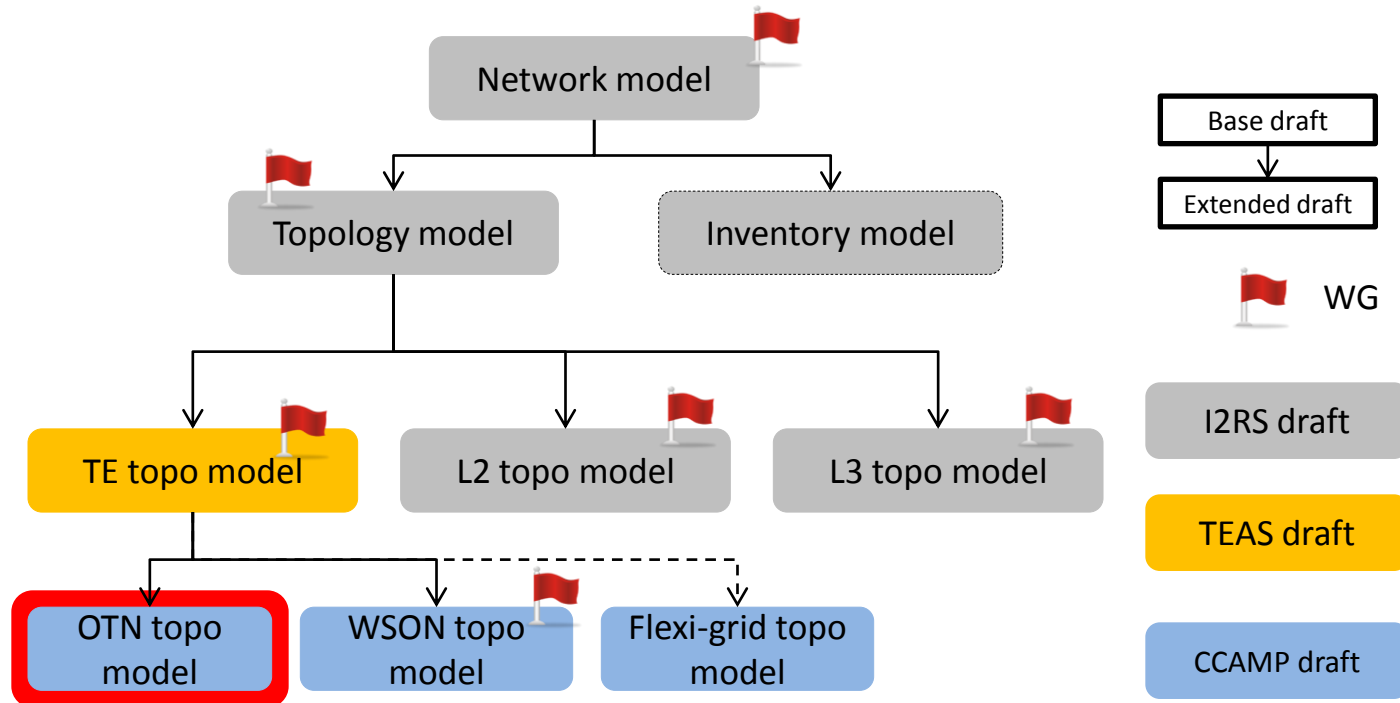 Network model
Base draft
Extended draft
Topology model
Inventory model
WG
TE topo model
L2 topo model
L3 topo model
I2RS draft
TEAS draft
OTN topo
model
WSON topo
model
Flexi-grid topo
model
CCAMP draft